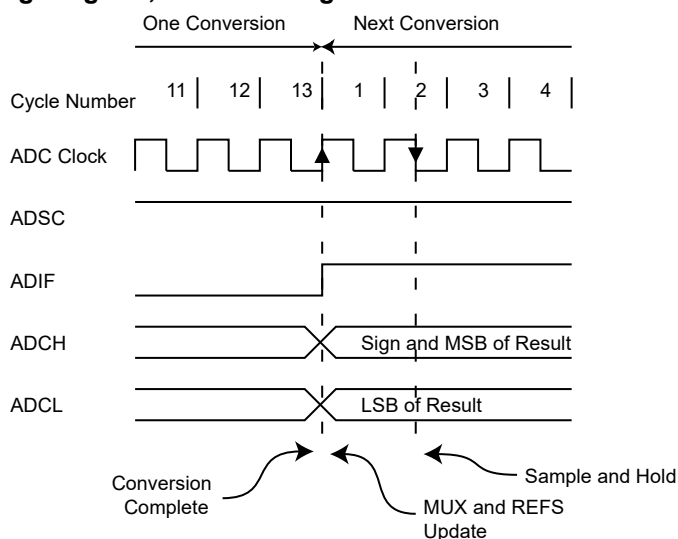 One Conversion Next Conversion
Cycle Number 11 12 13 1 2 3 4
ADC Clock
ADSC
ADIF
ADCH Sign and MSB of Result
ADCL LSB of Result
Conversion
Complete
MUX and REFS
Update
Sample and Hold